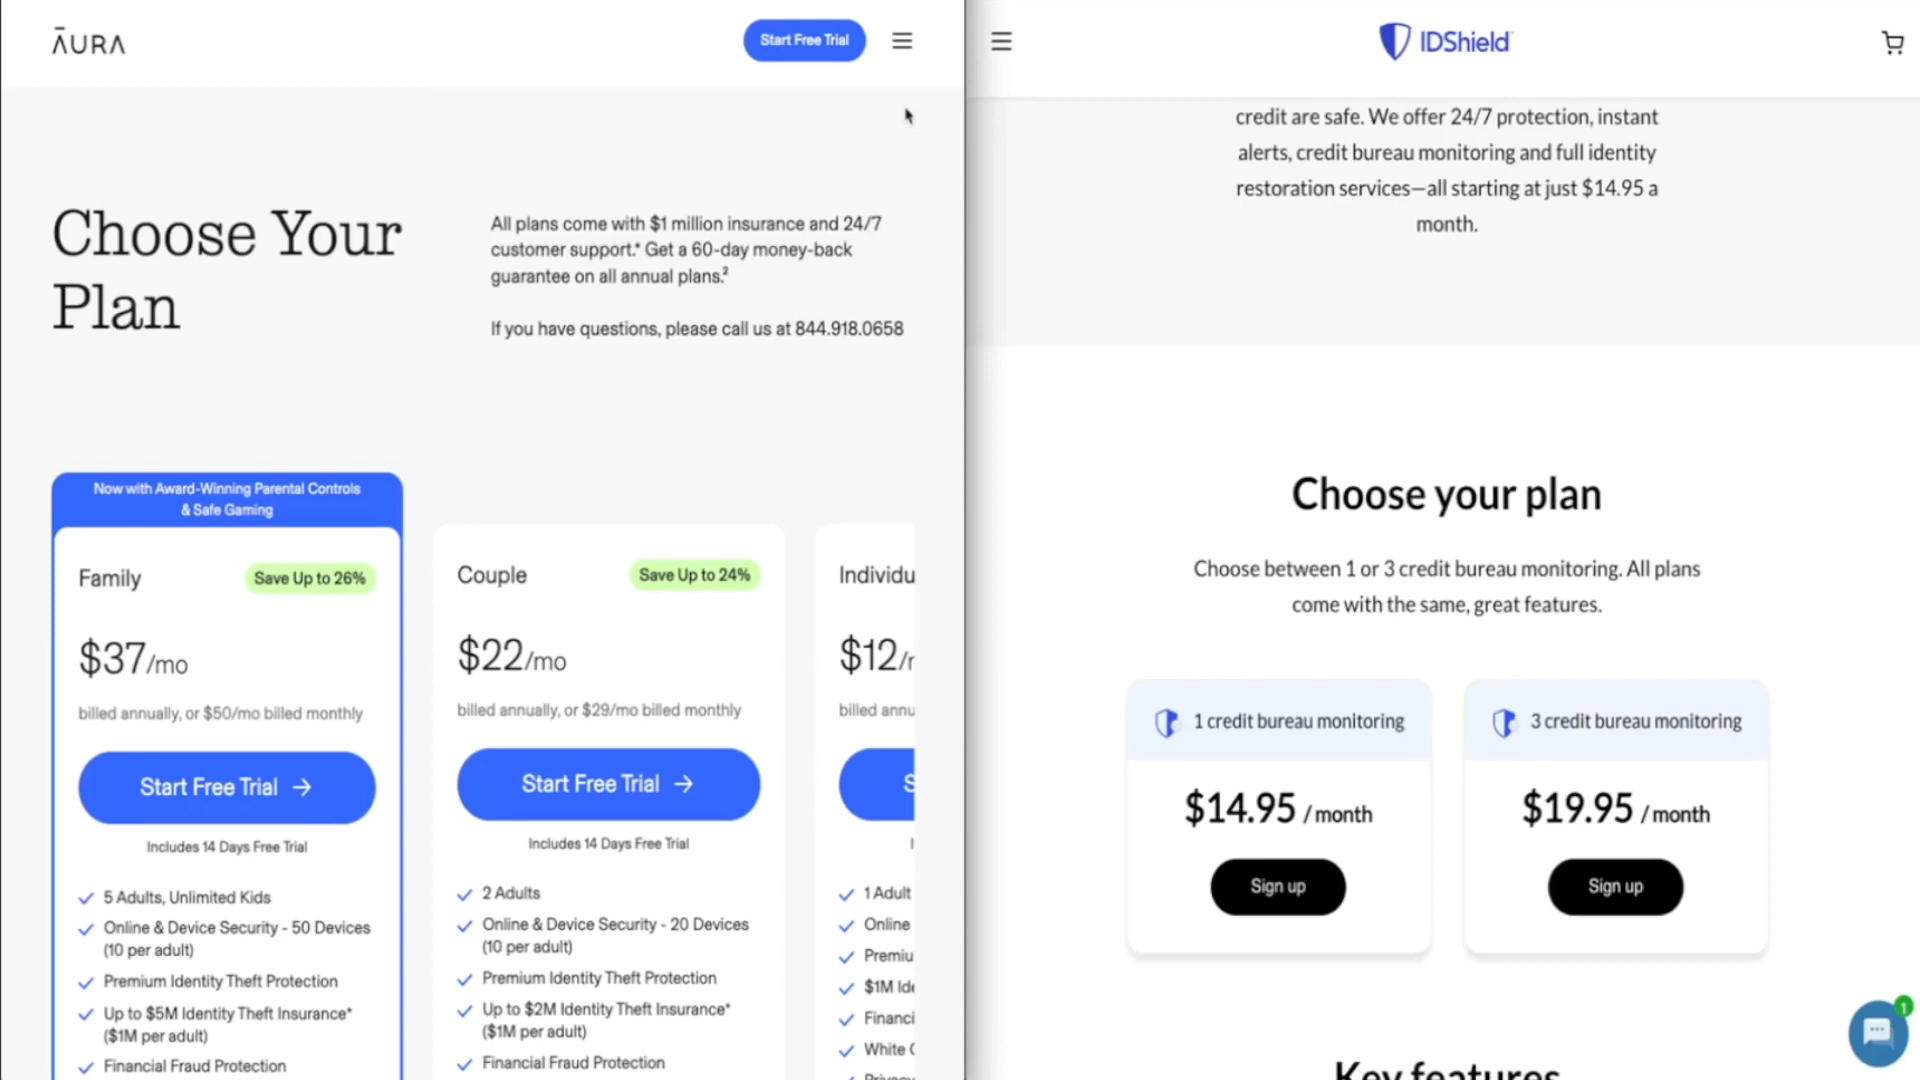 ĀURA
Start Free Trial
Choose Your
Plan
All plans come with $1 million insurance and 24/7
customer support.* Get a 60-day money-back
guarantee on all annual plans.²
If you have questions, please call us at 844.918.0658
Now with Award-Winning Parental Controls
& Safe Gaming
Family
Save Up to 26%
$37/mo
billed annually, or $50/mo billed monthly
Start Free Trial →
Includes 14 Days Free Trial
5 Adults, Unlimited Kids
Online & Device Security - 50 Devices
(10 per adult)
Premium Identity Theft Protection
Up to $5M Identity Theft Insurance*
($1M per adult)
Financial Fraud Protection
Couple
Save Up to 24%
$22/mo
billed annually, or $29/mo billed monthly
Start Free Trial →
Includes 14 Days Free Trial
2 Adults
Online & Device Security - 20 Devices
(10 per adult)
Premium Identity Theft Protection
Up to $2M Identity Theft Insurance*
($1M per adult)
Financial Fraud Protection
Individu
$12/
billed annu
S
1 Adult
Online
Premiu
$1M Ide
Financi
White
IDShield
credit are safe. We offer 24/7 protection, instant
alerts, credit bureau monitoring and full identity
restoration services—all starting at just $14.95 a
month.
Choose your plan
Choose between 1 or 3 credit bureau monitoring. All plans
come with the same, great features.
1 credit bureau monitoring
$14.95 / month
Sign up
3 credit bureau monitoring
$19.95 / month
Sign up
1
Key features